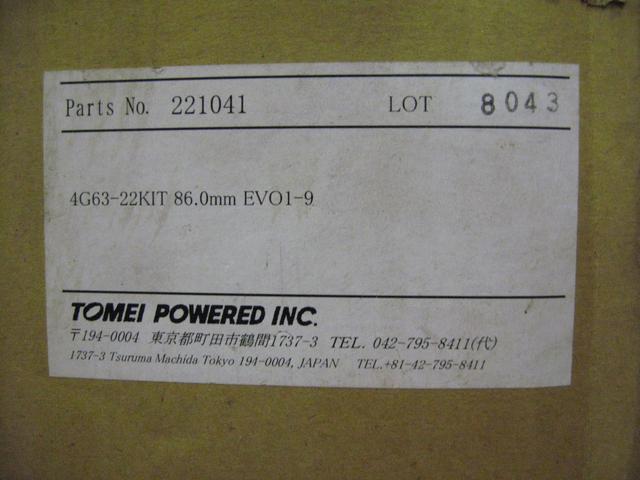 Parts No. 221041 LOT 8043
4G63-22KIT 86.0mm EVO1-9
TOMEI POWERED INC.
〒194-0004 東京都町田市鶴間1737-3 TEL. 042-795-8411(代)
1737-3 Tsuruma Machida Tokyo 194-0004, JAPAN TEL.+81-42-795-8411